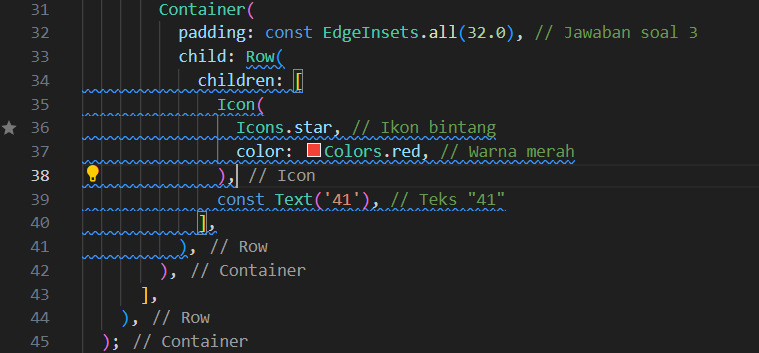 31 Container(
32 padding: const EdgeInsets.all(32.0), // Jawaban soal 3
33 child: Row(
34 children: [
35 Icon(
36 Icons.star, // Ikon bintang
37 color: Colors.red, // Warna merah
38 ), // Icon
39 const Text('41'), // Teks "41"
40 ],
41 ), // Row
42 ), // Container
43 ],
44 ), // Row
45 ); // Container